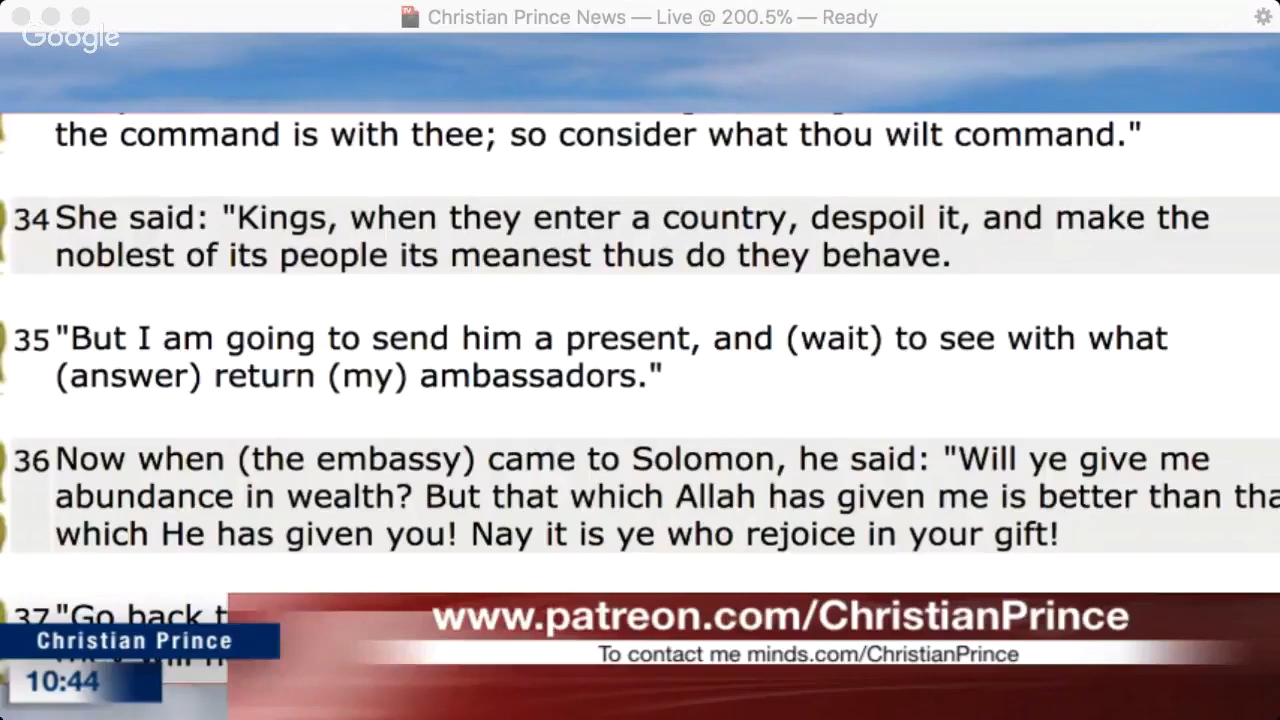 Christian Prince News — Live @ 200.5% — Ready
Google
the command is with thee; so consider what thou wilt command."
34 She said: "Kings, when they enter a country, despoil it, and make the
noblest of its people its meanest thus do they behave.
35 "But I am going to send him a present, and (wait) to see with what
(answer) return (my) ambassadors."
36 Now when (the embassy) came to Solomon, he said: "Will ye give me
abundance in wealth? But that which Allah has given me is better than tha
which He has given you! Nay it is ye who rejoice in your gift!
37 "Go back t
www.patreon.com/ChristianPrince
Christian Prince
To contact me minds.com/ChristianPrince
10:44